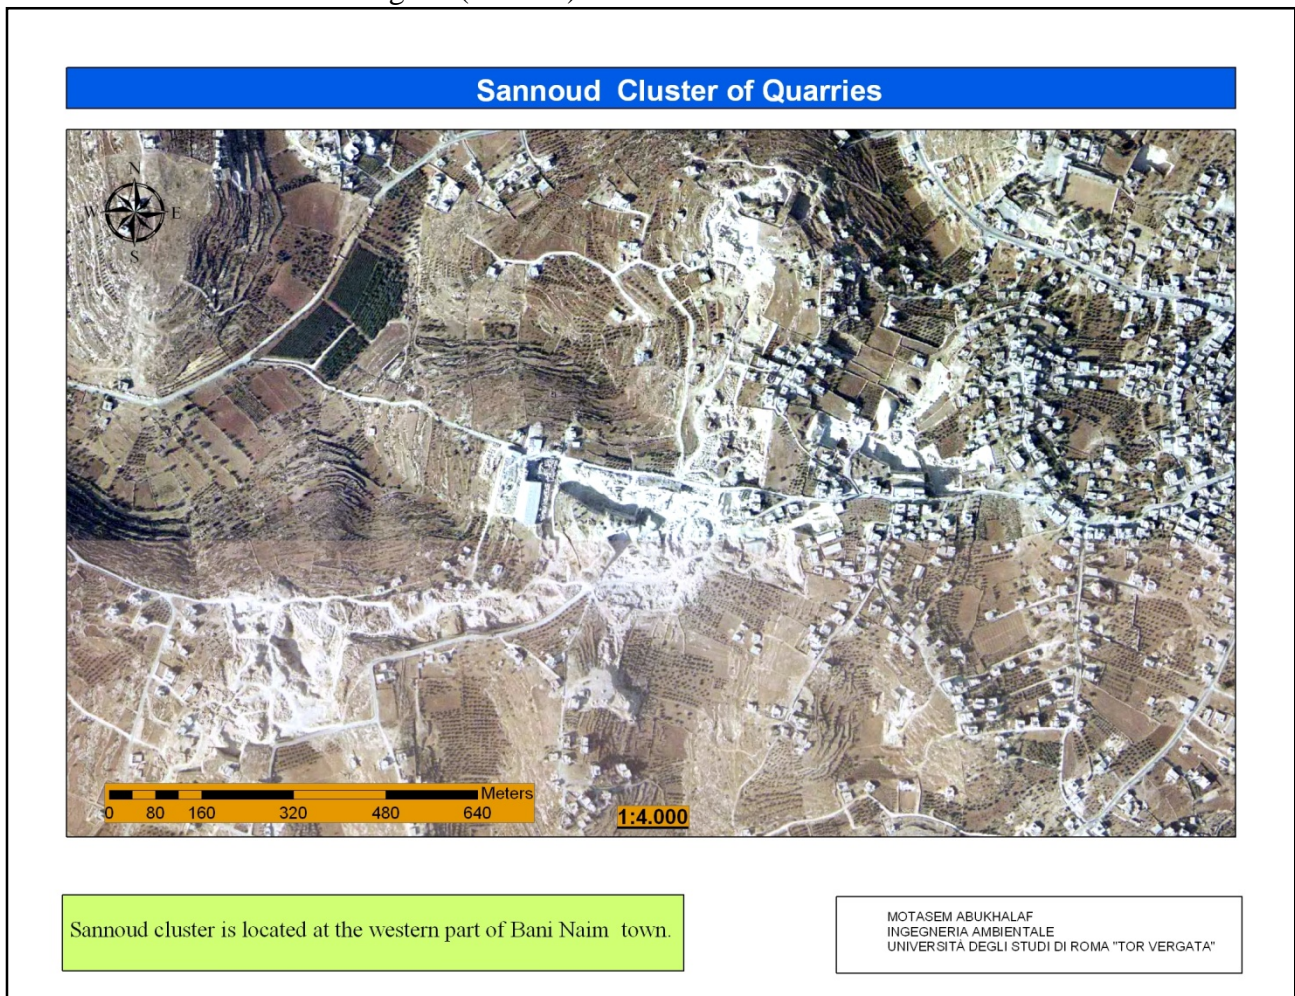 Sannoud Cluster of Quarries
N
W E
S
Meters
0 80 160 320 480 640
1:4.000
Sannoud cluster is located at the western part of Bani Naim town.
MOTASEM ABUKHALAF
INGEGNERIA AMBIENTALE
UNIVERSITÀ DEGLI STUDI DI ROMA "TOR VERGATA"